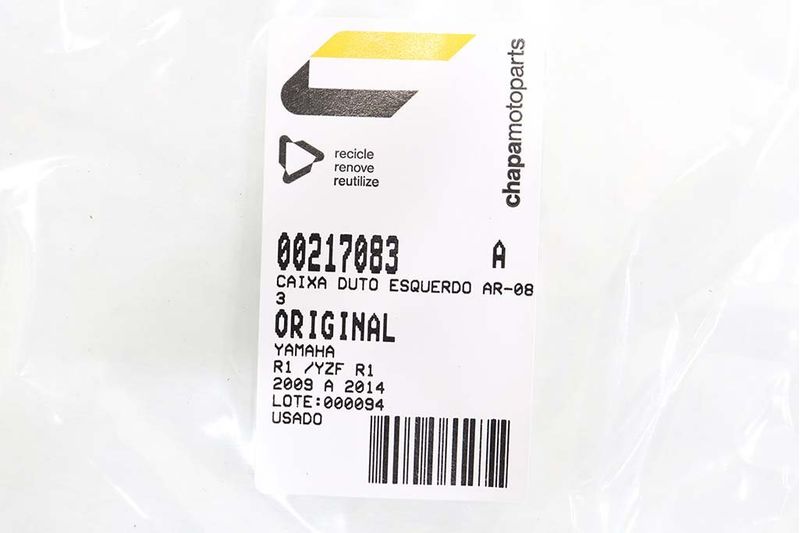 chapamotoparts
recicle
renove
reutilize
00217083 A
CAIXA DUTO ESQUERDO AR-08
3
ORIGINAL
YAMAHA
R1 /YZF R1
2009 A 2014
LOTE:000094
USADO